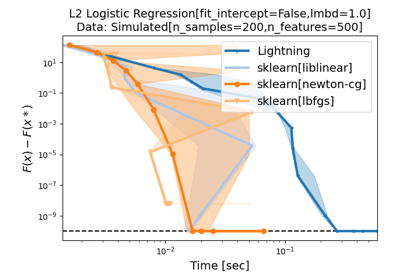 L2 Logistic Regression[fit_intercept=False,lmbd=1.0]
Data: Simulated[n_samples=200,n_features=500]
Lightning
sklearn[liblinear]
sklearn[newton-cg]
sklearn[lbfgs]
F(x) − F(x*)
10¹
10⁻¹
10⁻³
10⁻⁵
10⁻⁷
10⁻⁹
10⁻² 10⁻¹
Time [sec]